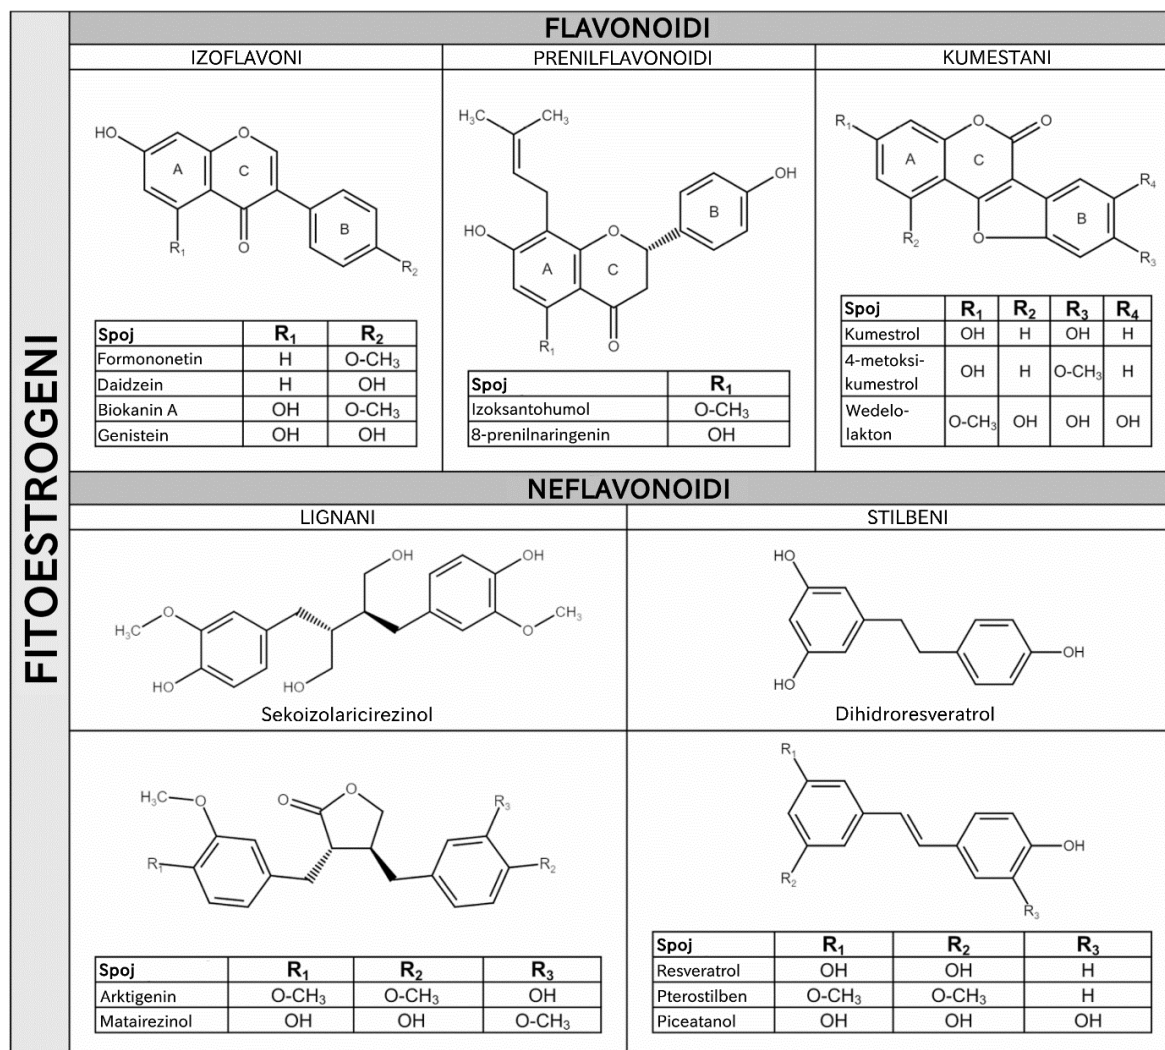 FITOESTROGENI
FLAVONOIDI
IZOFLAVONI
HO
O
A
C
B
O
R1
R2
Spoj R1 R2
Formononetin H O-CH3
Daidzein H OH
Biokanin A OH O-CH3
Genistein OH OH
PRENILFLAVONOIDI
H3C CH3
OH
B
HO
O
A
C
R1
O
Spoj R1
Izoksantohumol O-CH3
8-prenilnaringenin OH
KUMESTANI
R1
O
O
A
C
R4
B
R2
O
R3
Spoj R1 R2 R3 R4
Kumestrol OH H OH H
4-metoksi-
kumestrol OH H O-CH3 H
Wedelo-
lakton O-CH3 OH OH OH
NEFLAVONOIDI
LIGNANI
OH
OH
O
H3C
O
CH3
HO
HO
Sekoizolaricirezinol
H3C
O
O
O
R3
R1
R2
Spoj R1 R2 R3
Arktigenin O-CH3 O-CH3 OH
Matairezinol OH OH O-CH3
STILBENI
HO
OH
HO
Dihidroresveratrol
R1
OH
R2
R3
Spoj R1 R2 R3
Resveratrol OH OH H
Pterostilben O-CH3 O-CH3 H
Piceatanol OH OH OH